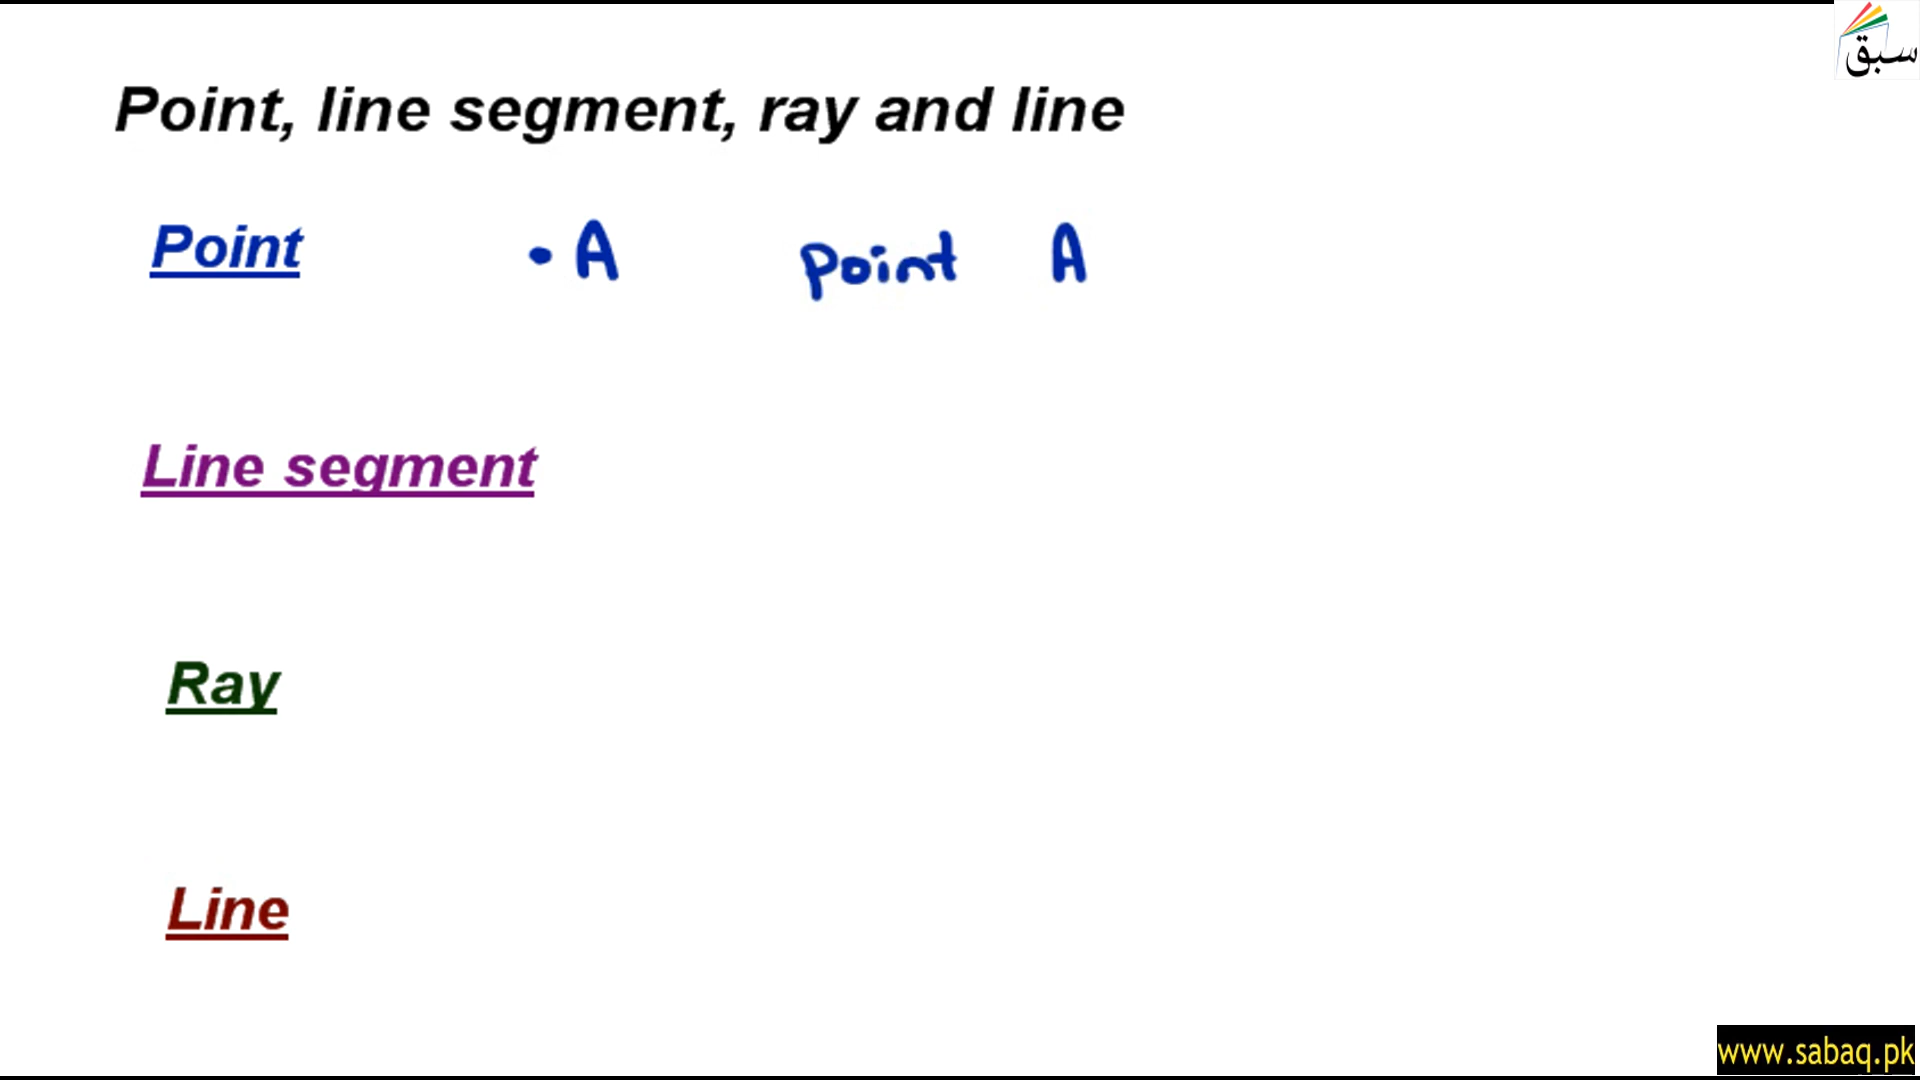 سبق
Point, line segment, ray and line
Point • A point A
Line segment
Ray
Line
www.sabaq.pk